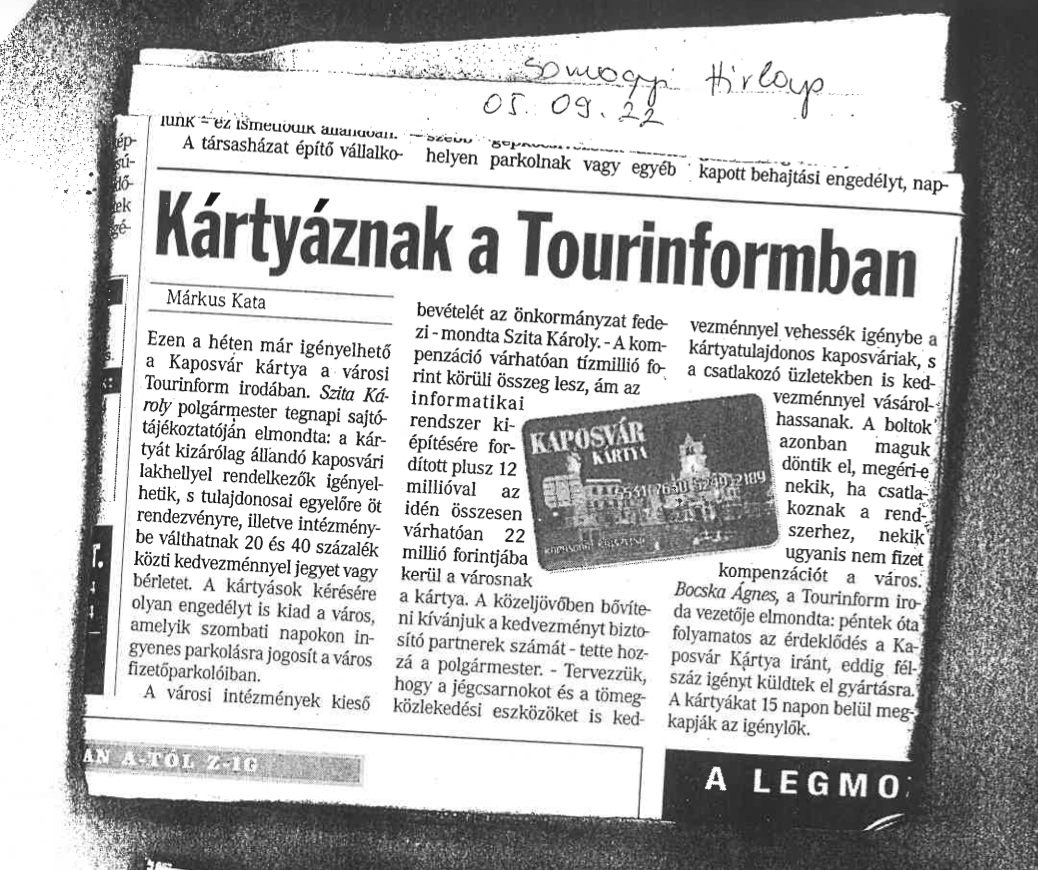 Somogyi Hírlap
05. 09. 22
A társasházat építő vállalko-
helyen parkolnak vagy egyéb
kapott behajtási engedélyt, nap-
Kártyáznak a Tourinformban
Márkus Kata
Ezen a héten már igényelhető
a Kaposvár kártya a városi
Tourinform irodában. Szita Ká-
roly polgármester tegnapi sajtó-
tájékoztatóján elmondta: a kár-
tyát kizárólag állandó kaposvári
lakhellyel rendelkezők igényel-
hetik, s tulajdonosai egyelőre öt
rendezvényre, illetve intézmény-
be válthatnak 20 és 40 százalék
közti kedvezménnyel jegyet vagy
bérletet. A kártyások kérésére
olyan engedélyt is kiad a város,
amelyik szombati napokon in-
gyenes parkolásra jogosít a város
fizetőparkolóiban.
A városi intézmények kieső
bevételét az önkormányzat fede-
zi - mondta Szita Károly. - A kom-
penzáció várhatóan tízmillió fo-
rint körüli összeg lesz, ám az
informatikai
rendszer ki-
építésére for-
dított plusz 12
millióval az
idén összesen
várhatóan 22
millió forintjába
kerül a városnak
a kártya. A közeljövőben bővíte-
ni kívánjuk a kedvezményt bizto-
sító partnerek számát - tette hoz-
zá a polgármester. - Tervezzük,
hogy a jégcsarnokot és a tömeg-
közlekedési eszközöket is ked-
vezménnyel vehessék igénybe a
kártyatulajdonos kaposváriak, s
a csatlakozó üzletekben is ked-
vezménnyel vásárol-
hassanak. A boltok
azonban maguk
döntik el, megéri-e
nekik, ha csatla-
koznak a rend-
szerhez, nekik
ugyanis nem fizet
kompenzációt a város.
Bocska Ágnes, a Tourinform iro-
da vezetője elmondta: péntek óta
folyamatos az érdeklődés a Ka-
posvár Kártya iránt, eddig fél-
száz igényt küldtek el gyártásra.
A kártyákat 15 napon belül meg-
kapják az igénylők.
KAPOSVÁR
KÁRTYA
AN A-TÓL Z-IG
A LEGMO